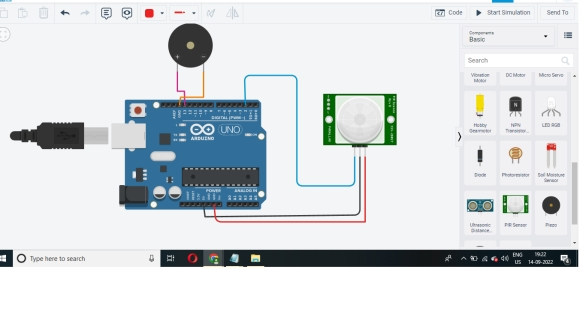 Code
Start Simulation
Send To
Components
Basic
Search
Vibration
Motor
DC Motor
Micro Servo
Hobby
Gearmotor
NPN
Transistor...
LED RGB
Diode
Photoresistor
Soil Moisture
Sensor
Ultrasonic
Distance...
PIR Sensor
Piezo
DIGITAL (PWM~)
UNO
ARDUINO
POWER
ANALOG IN
Type here to search
ENG
US
19:22
14-09-2022